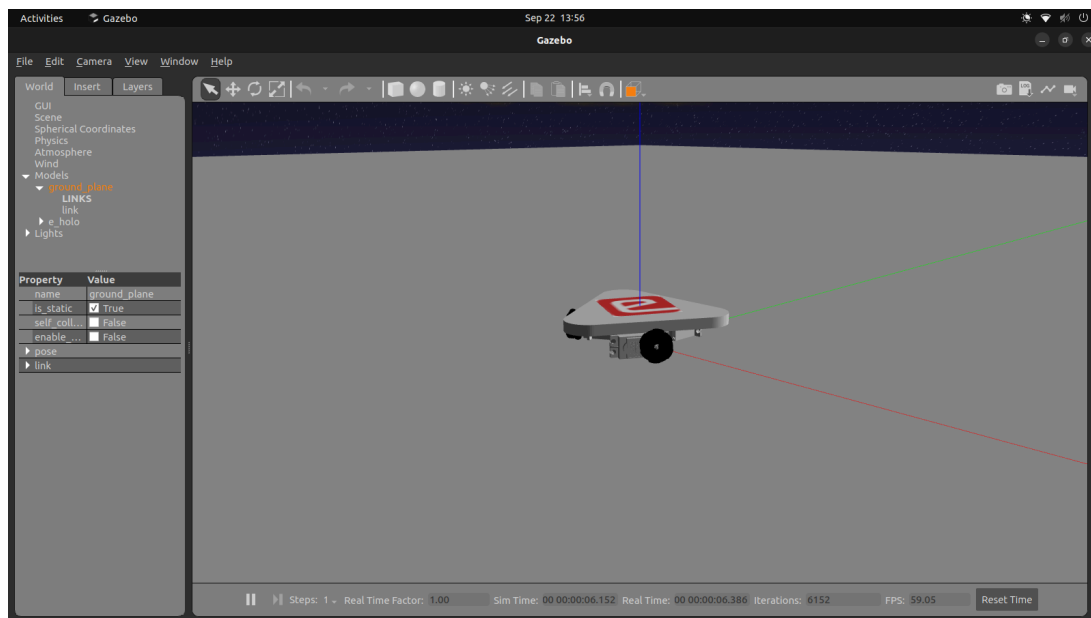 Activities Gazebo Sep 22 13:56
Gazebo
File Edit Camera View Window Help
World Insert Layers
GUI
Scene
Spherical Coordinates
Physics
Atmosphere
Wind
Models
ground_plane
LINKS
link
e_holo
Lights
Property Value
name ground_plane
is_static True
self_coll... False
enable_... False
pose
link
LOG
e
Steps: 1 Real Time Factor: 1.00 Sim Time: 00 00:00:06.152 Real Time: 00 00:00:06.386 Iterations: 6152 FPS: 59.05 Reset Time